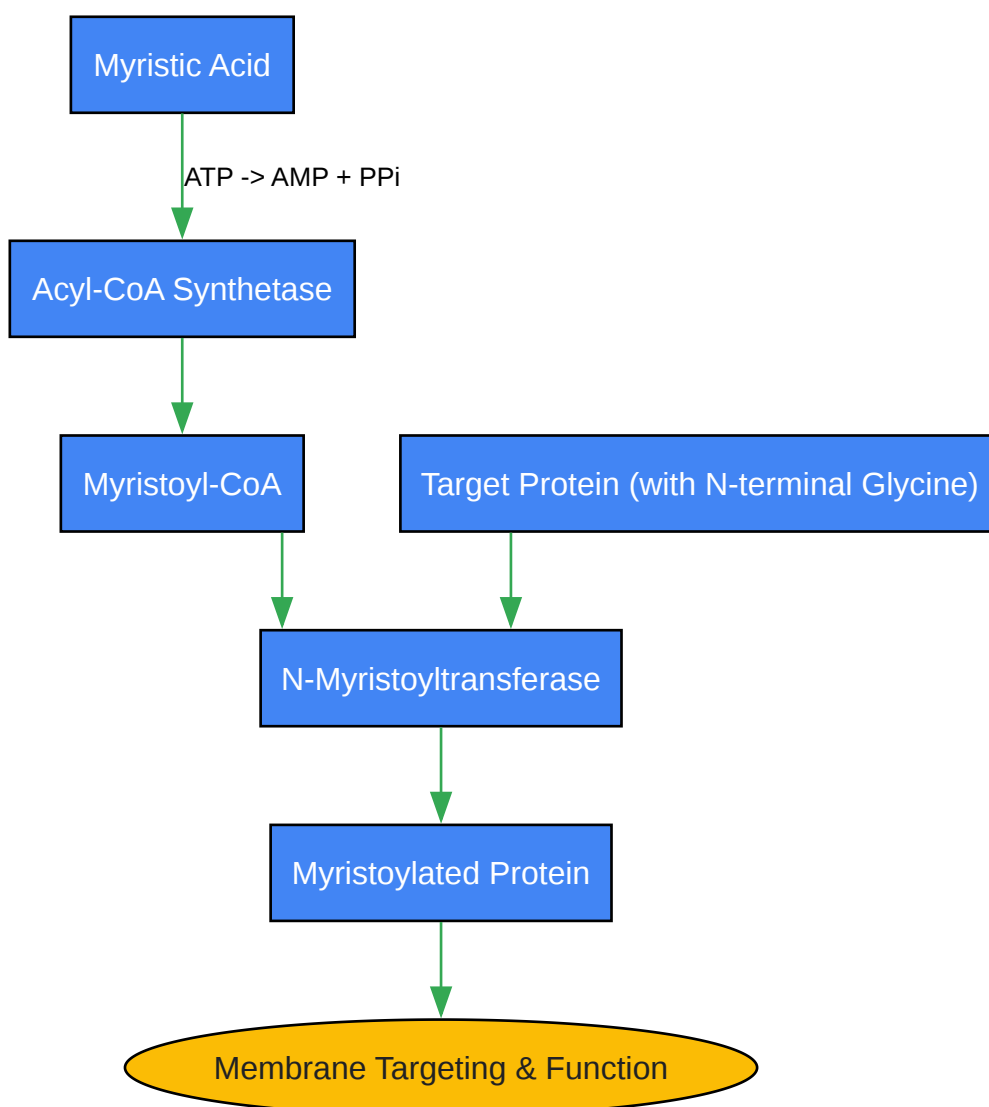 Myristic Acid
ATP -> AMP + PPi
Acyl-CoA Synthetase
Myristoyl-CoA
Target Protein (with N-terminal Glycine)
N-Myristoyltransferase
Myristoylated Protein
Membrane Targeting & Function